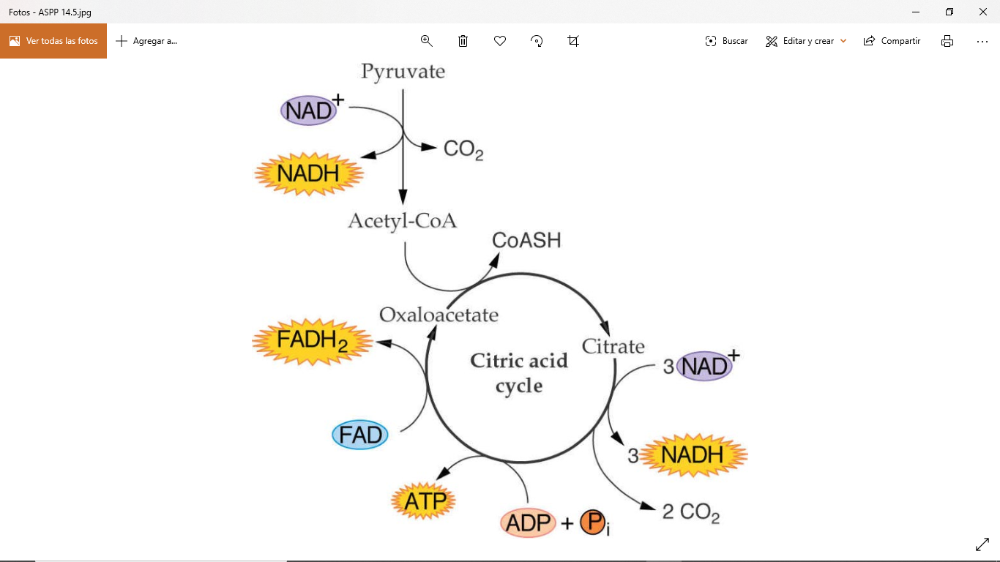 Fotos - ASPP 14.5.jpg
Ver todas las fotos
Agregar a...
Buscar
Editar y crear
Compartir
Pyruvate
NAD+
CO2
NADH
Acetyl-CoA
CoASH
Oxaloacetate
FADH2
Citrate
Citric acid
cycle
3 NAD+
FAD
3 NADH
ATP
2 CO2
ADP + Pi